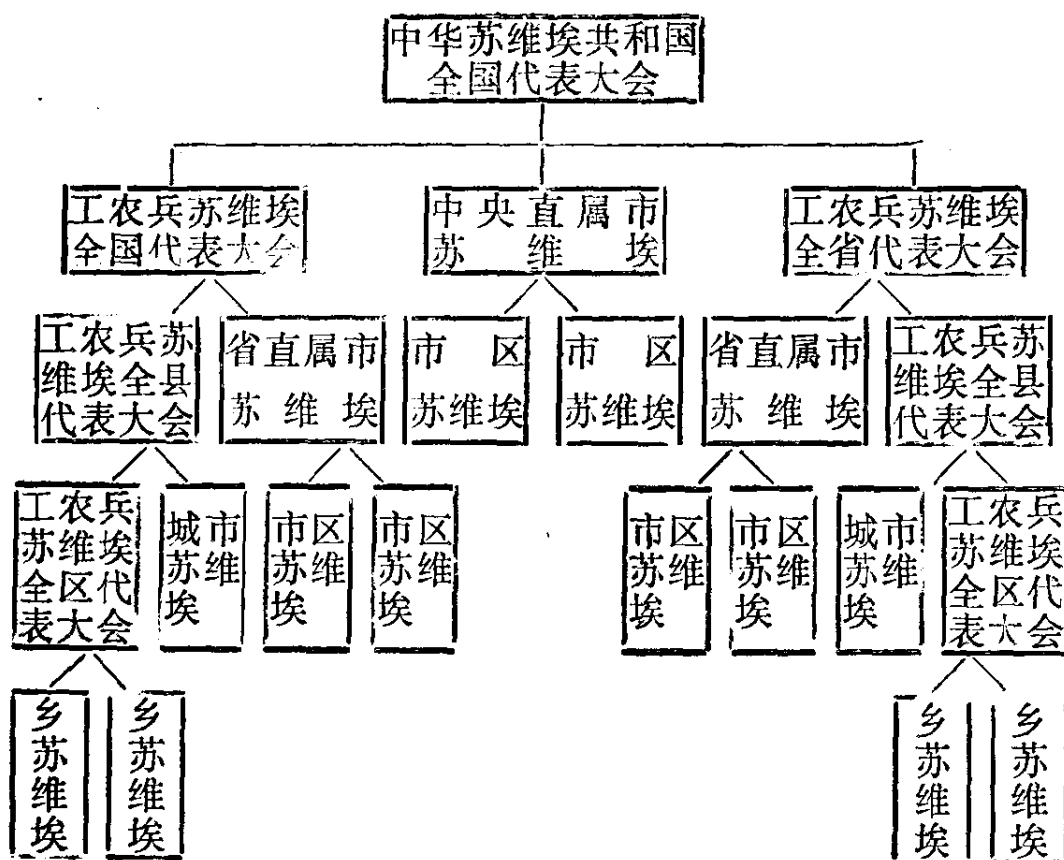 中华苏维埃共和国
全国代表大会
工农兵苏维埃
全国代表大会
中央直属市
苏维埃
工农兵苏维埃
全省代表大会
工农兵苏
维埃全县
代表大会
省直属市
苏维埃
市区
苏维埃
市区
苏维埃
省直属市
苏维埃
工农兵苏
维埃全县
代表大会
工农兵
苏维埃
全区代
表大会
城市
苏维
埃
市区
苏维
埃
市区
苏维
埃
市区
苏维
埃
市区
苏维
埃
城市
苏维
埃
工农兵
苏维埃
全区代
表大会
乡苏维埃
乡苏维埃
乡苏维埃
乡苏维埃